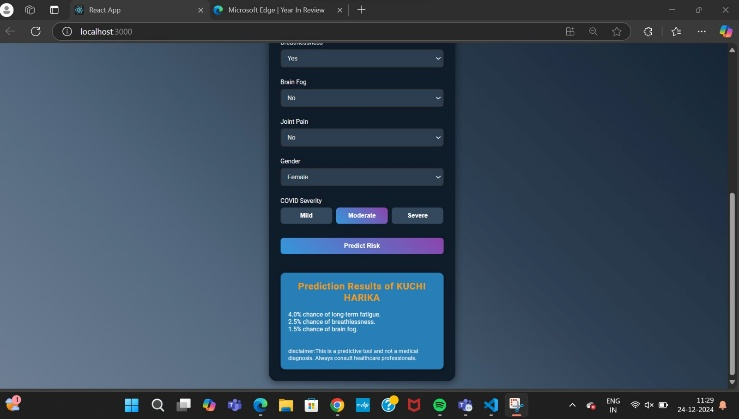 React App
Microsoft Edge | Year In Review
localhost:3000
Breathlessness
Yes
Brain Fog
No
Joint Pain
No
Gender
Female
COVID Severity
Mild Moderate Severe
Predict Risk
Prediction Results of KUCHI
HARIKA
4.0% chance of long-term fatigue.
2.5% chance of breathlessness.
1.5% chance of brain fog.
disclaimer:This is a predictive tool and not a medical
diagnosis. Always consult healthcare professionals.
ENG
IN
11:29
24-12-2024